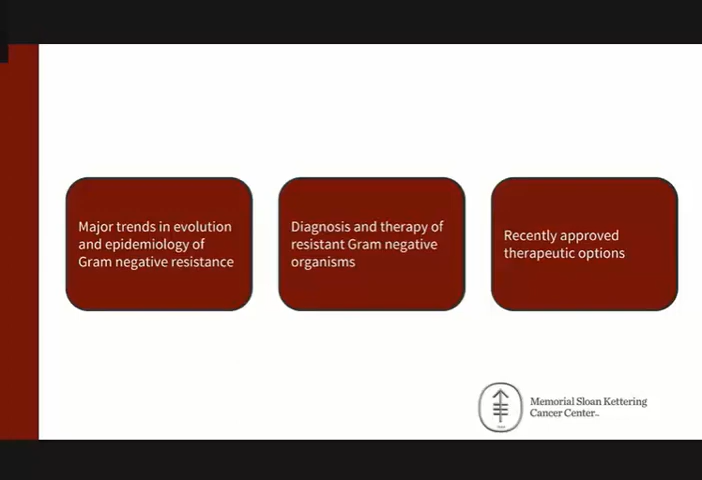 Major trends in evolution
and epidemiology of
Gram negative resistance
Diagnosis and therapy of
resistant Gram negative
organisms
Recently approved
therapeutic options
Memorial Sloan Kettering
Cancer Center